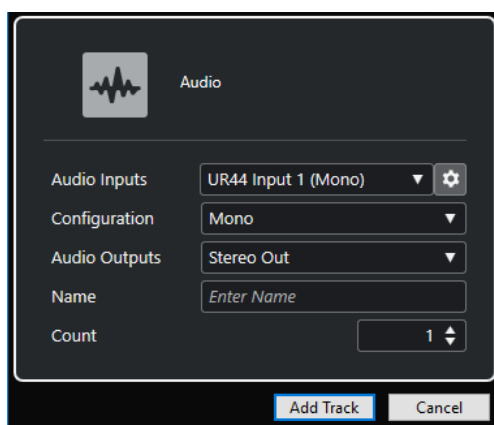 Audio
Audio Inputs UR44 Input 1 (Mono)
Configuration Mono
Audio Outputs Stereo Out
Name Enter Name
Count 1
Add Track Cancel